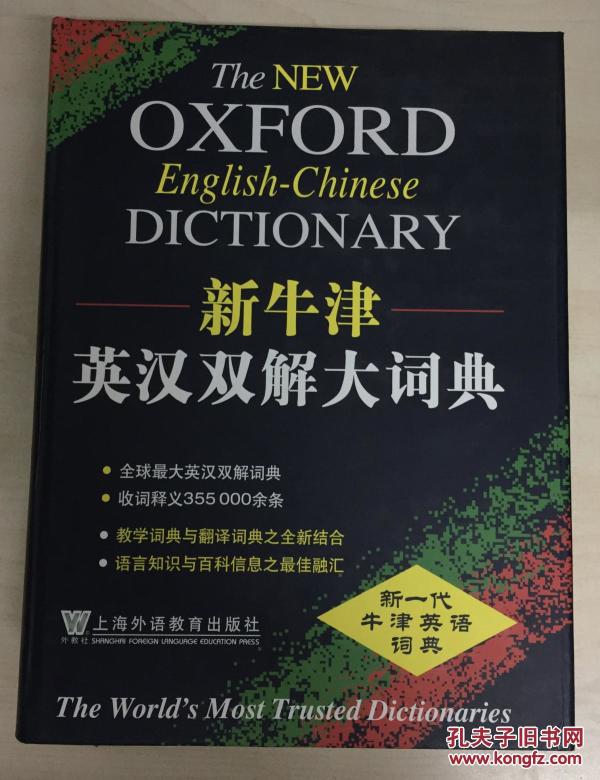 The NEW
OXFORD
English-Chinese
DICTIONARY
新牛津
英汉双解大词典
全球最大英汉双解词典
收词释义355 000余条
教学词典与翻译词典之全新结合
语言知识与百科信息之最佳融汇
新一代
牛津英语
词典
外教社
上海外语教育出版社
SHANGHAI FOREIGN LANGUAGE EDUCATION PRESS
The World's Most Trusted Dictionaries
孔夫子旧书网
www.kongfz.com